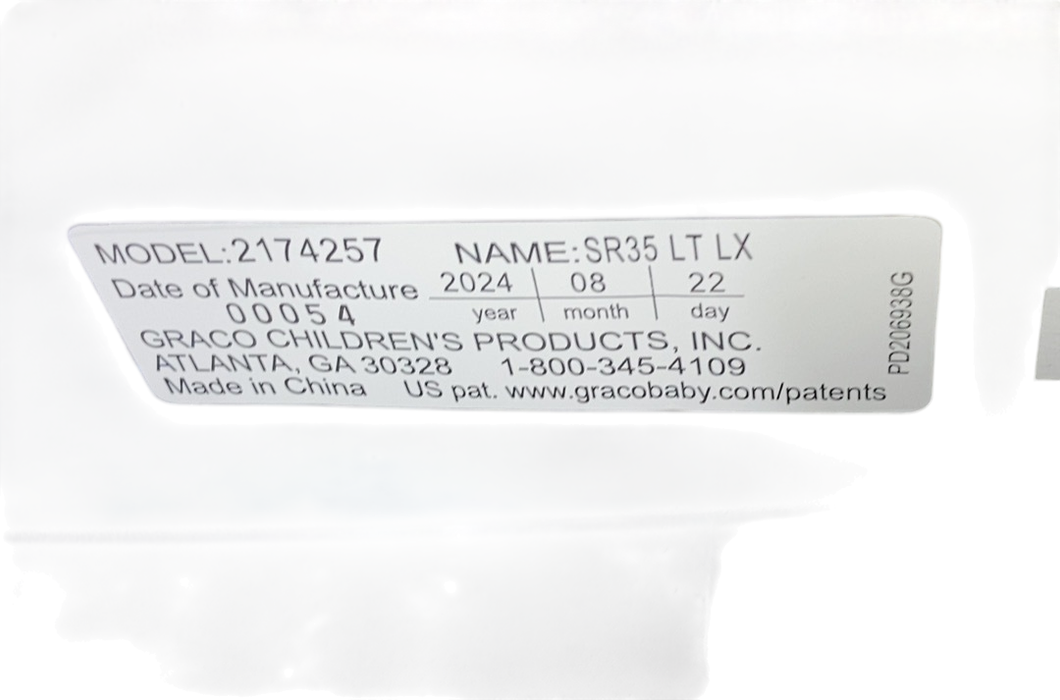 MODEL:2174257 NAME:SR35 LT LX
Date of Manufacture 2024 08 22
00054 year month day
GRACO CHILDREN'S PRODUCTS, INC.
ATLANTA, GA 30328 1-800-345-4109
Made in China US pat. www.gracobaby.com/patents
PD206938G